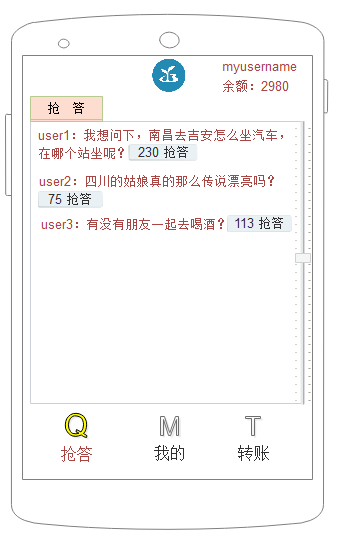 myusername
余额：2980
抢 答
user1：我想问下，南昌去吉安怎么坐汽车，
在哪个站坐呢？ 230 抢答
user2：四川的姑娘真的那么传说漂亮吗？
75 抢答
user3：有没有朋友一起去喝酒？ 113 抢答
Q M T
抢答 我的 转账